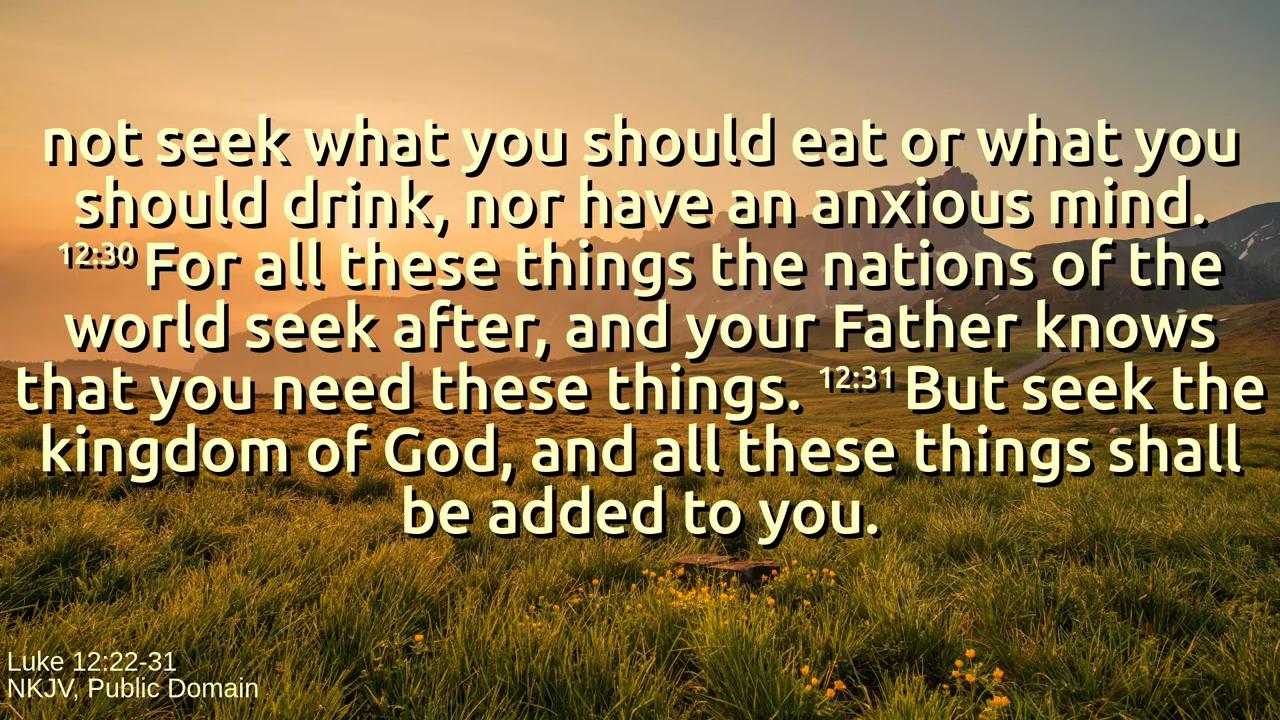 not seek what you should eat or what you
should drink, nor have an anxious mind.
12:30 For all these things the nations of the
world seek after, and your Father knows
that you need these things. 12:31 But seek the
kingdom of God, and all these things shall
be added to you.
Luke 12:22-31
NKJV, Public Domain